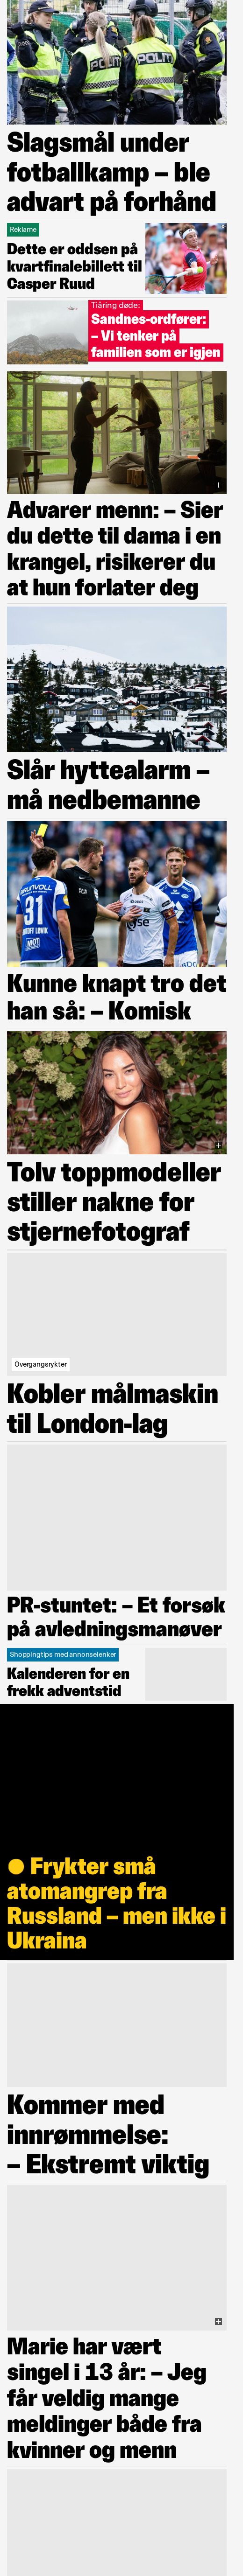 POLITI
POLITI
Slagsmål under
fotballkamp – ble
advart på forhånd
Reklame
Dette er oddsen på
kvartfinalebillett til
Casper Ruud
Tiåring døde:
Sandnes-ordfører:
– Vi tenker på
familien som er igjen
Advarer menn: – Sier
du dette til dama i en
krangel, risikerer du
at hun forlater deg
Slår hyttealarm –
må nedbemanne
31
Lyse
Kunne knapt tro det
han så: – Komisk
Tolv toppmodeller
stiller nakne for
stjernefotograf
Overgangsrykter
Kobler målmaskin
til London-lag
PR-stuntet: – Et forsøk
på avledningsmanøver
Shoppingtips med annonselenker
Kalenderen for en
frekk adventstid
● Frykter små
atomangrep fra
Russland – men ikke i
Ukraina
Kommer med
innrømmelse:
– Ekstremt viktig
Marie har vært
singel i 13 år: – Jeg
får veldig mange
meldinger både fra
kvinner og menn